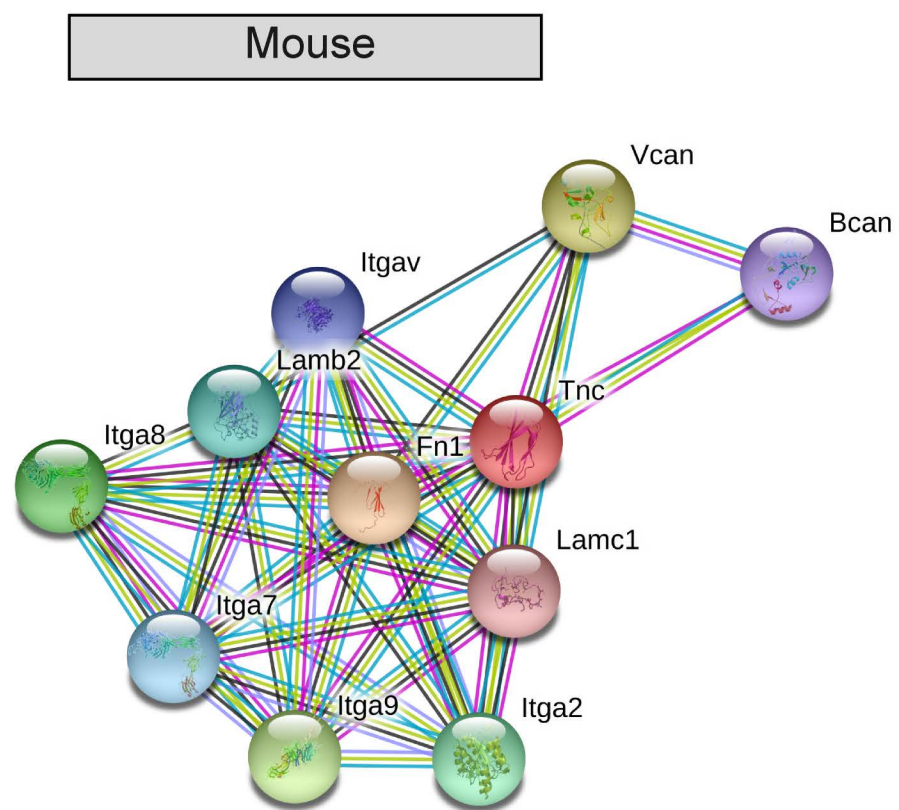 Mouse
Vcan
Bcan
Itgav
Lamb2
Tnc
Itga8
Fn1
Lamc1
Itga7
Itga9
Itga2